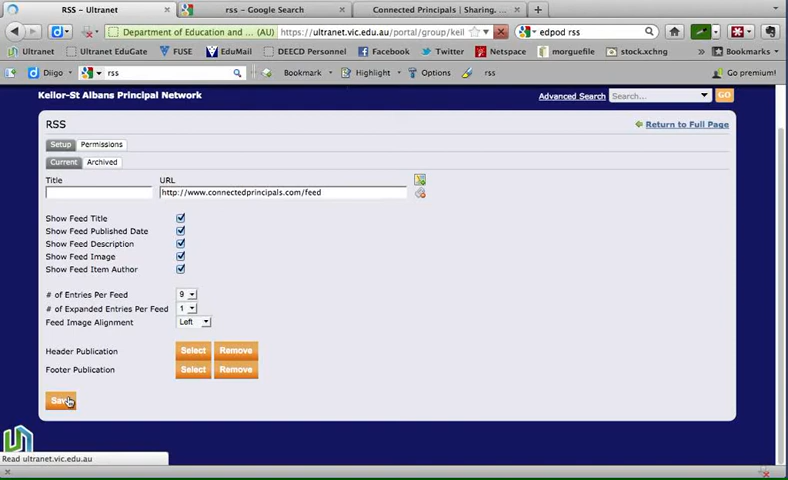 RSS – Ultranet
rss – Google Search
Connected Principals | Sharing. ...
Department of Education and ... (AU)
https://ultranet.vic.edu.au/portal/group/keil
edpod rss
Ultranet
Ultranet EduGate
FUSE
EduMail
DEECD Personnel
Facebook
Twitter
Netspace
morguefile
stock.xchng
Bookmarks
Diigo
rss
Bookmark
Highlight
Options
rss
Go premium!
Keilor-St Albans Principal Network
Advanced Search
Search...
GO
RSS
Return to Full Page
Setup
Permissions
Current
Archived
Title
URL
http://www.connectedprincipals.com/feed
Show Feed Title
Show Feed Published Date
Show Feed Description
Show Feed Image
Show Feed Item Author
# of Entries Per Feed
9
# of Expanded Entries Per Feed
1
Feed Image Alignment
Left
Header Publication
Select
Remove
Footer Publication
Select
Remove
Save
Read ultranet.vic.edu.au